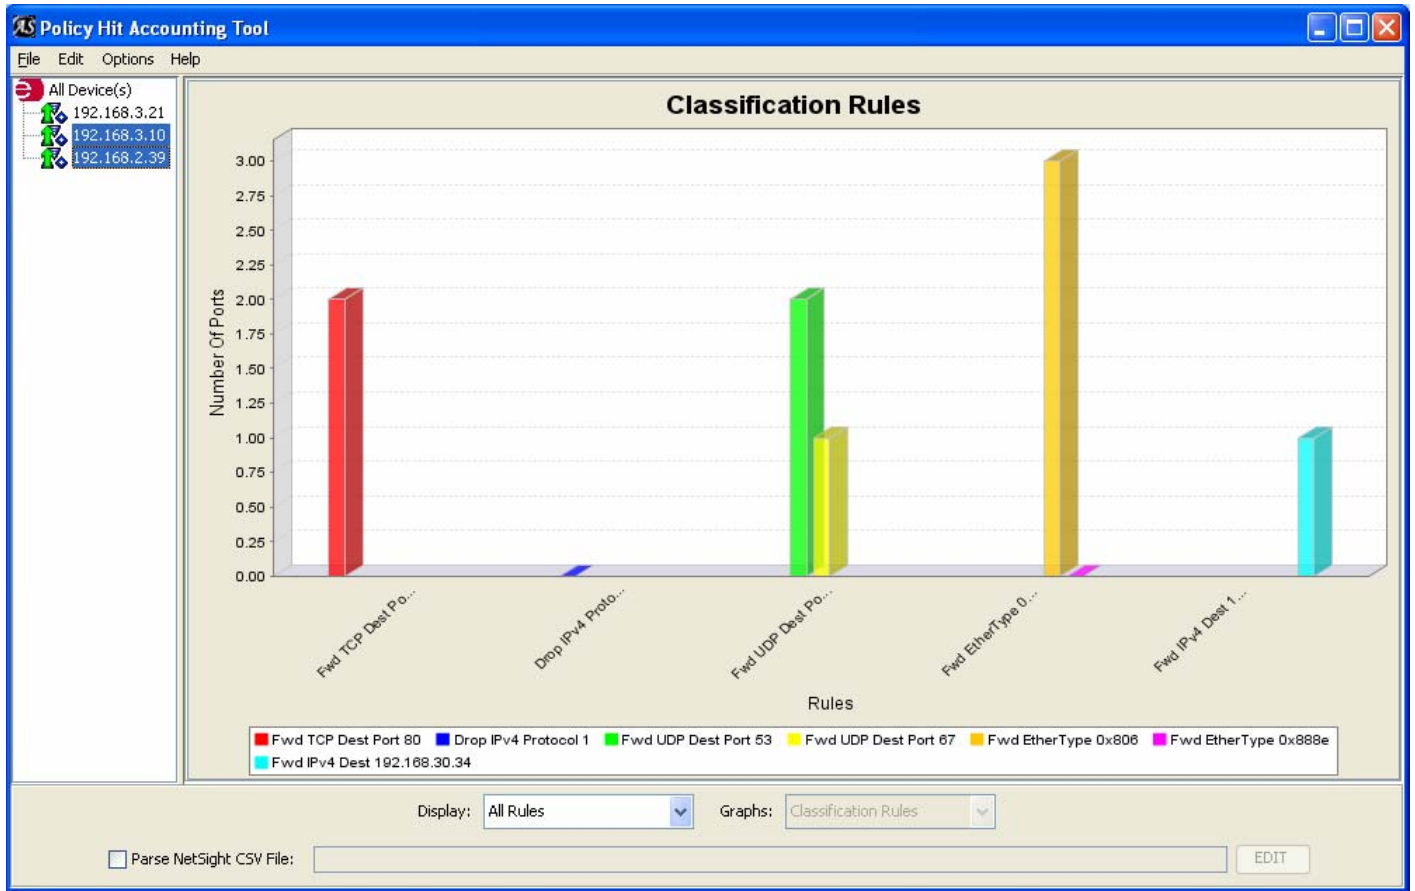 Policy Hit Accounting Tool
File Edit Options Help
All Device(s)
192.168.3.21
192.168.3.10
192.168.2.39
Classification Rules
Number Of Ports
3.00
2.75
2.50
2.25
2.00
1.75
1.50
1.25
1.00
0.75
0.50
0.25
0.00
Fwd TCP Dest Po...
Drop IPv4 Proto...
Fwd UDP Dest Po...
Fwd EtherType 0...
Fwd IPv4 Dest 1...
Rules
Fwd TCP Dest Port 80 Drop IPv4 Protocol 1 Fwd UDP Dest Port 53 Fwd UDP Dest Port 67 Fwd EtherType 0x806 Fwd EtherType 0x888e
Fwd IPv4 Dest 192.168.30.34
Display: All Rules Graphs: Classification Rules
Parse NetSight CSV File: EDIT